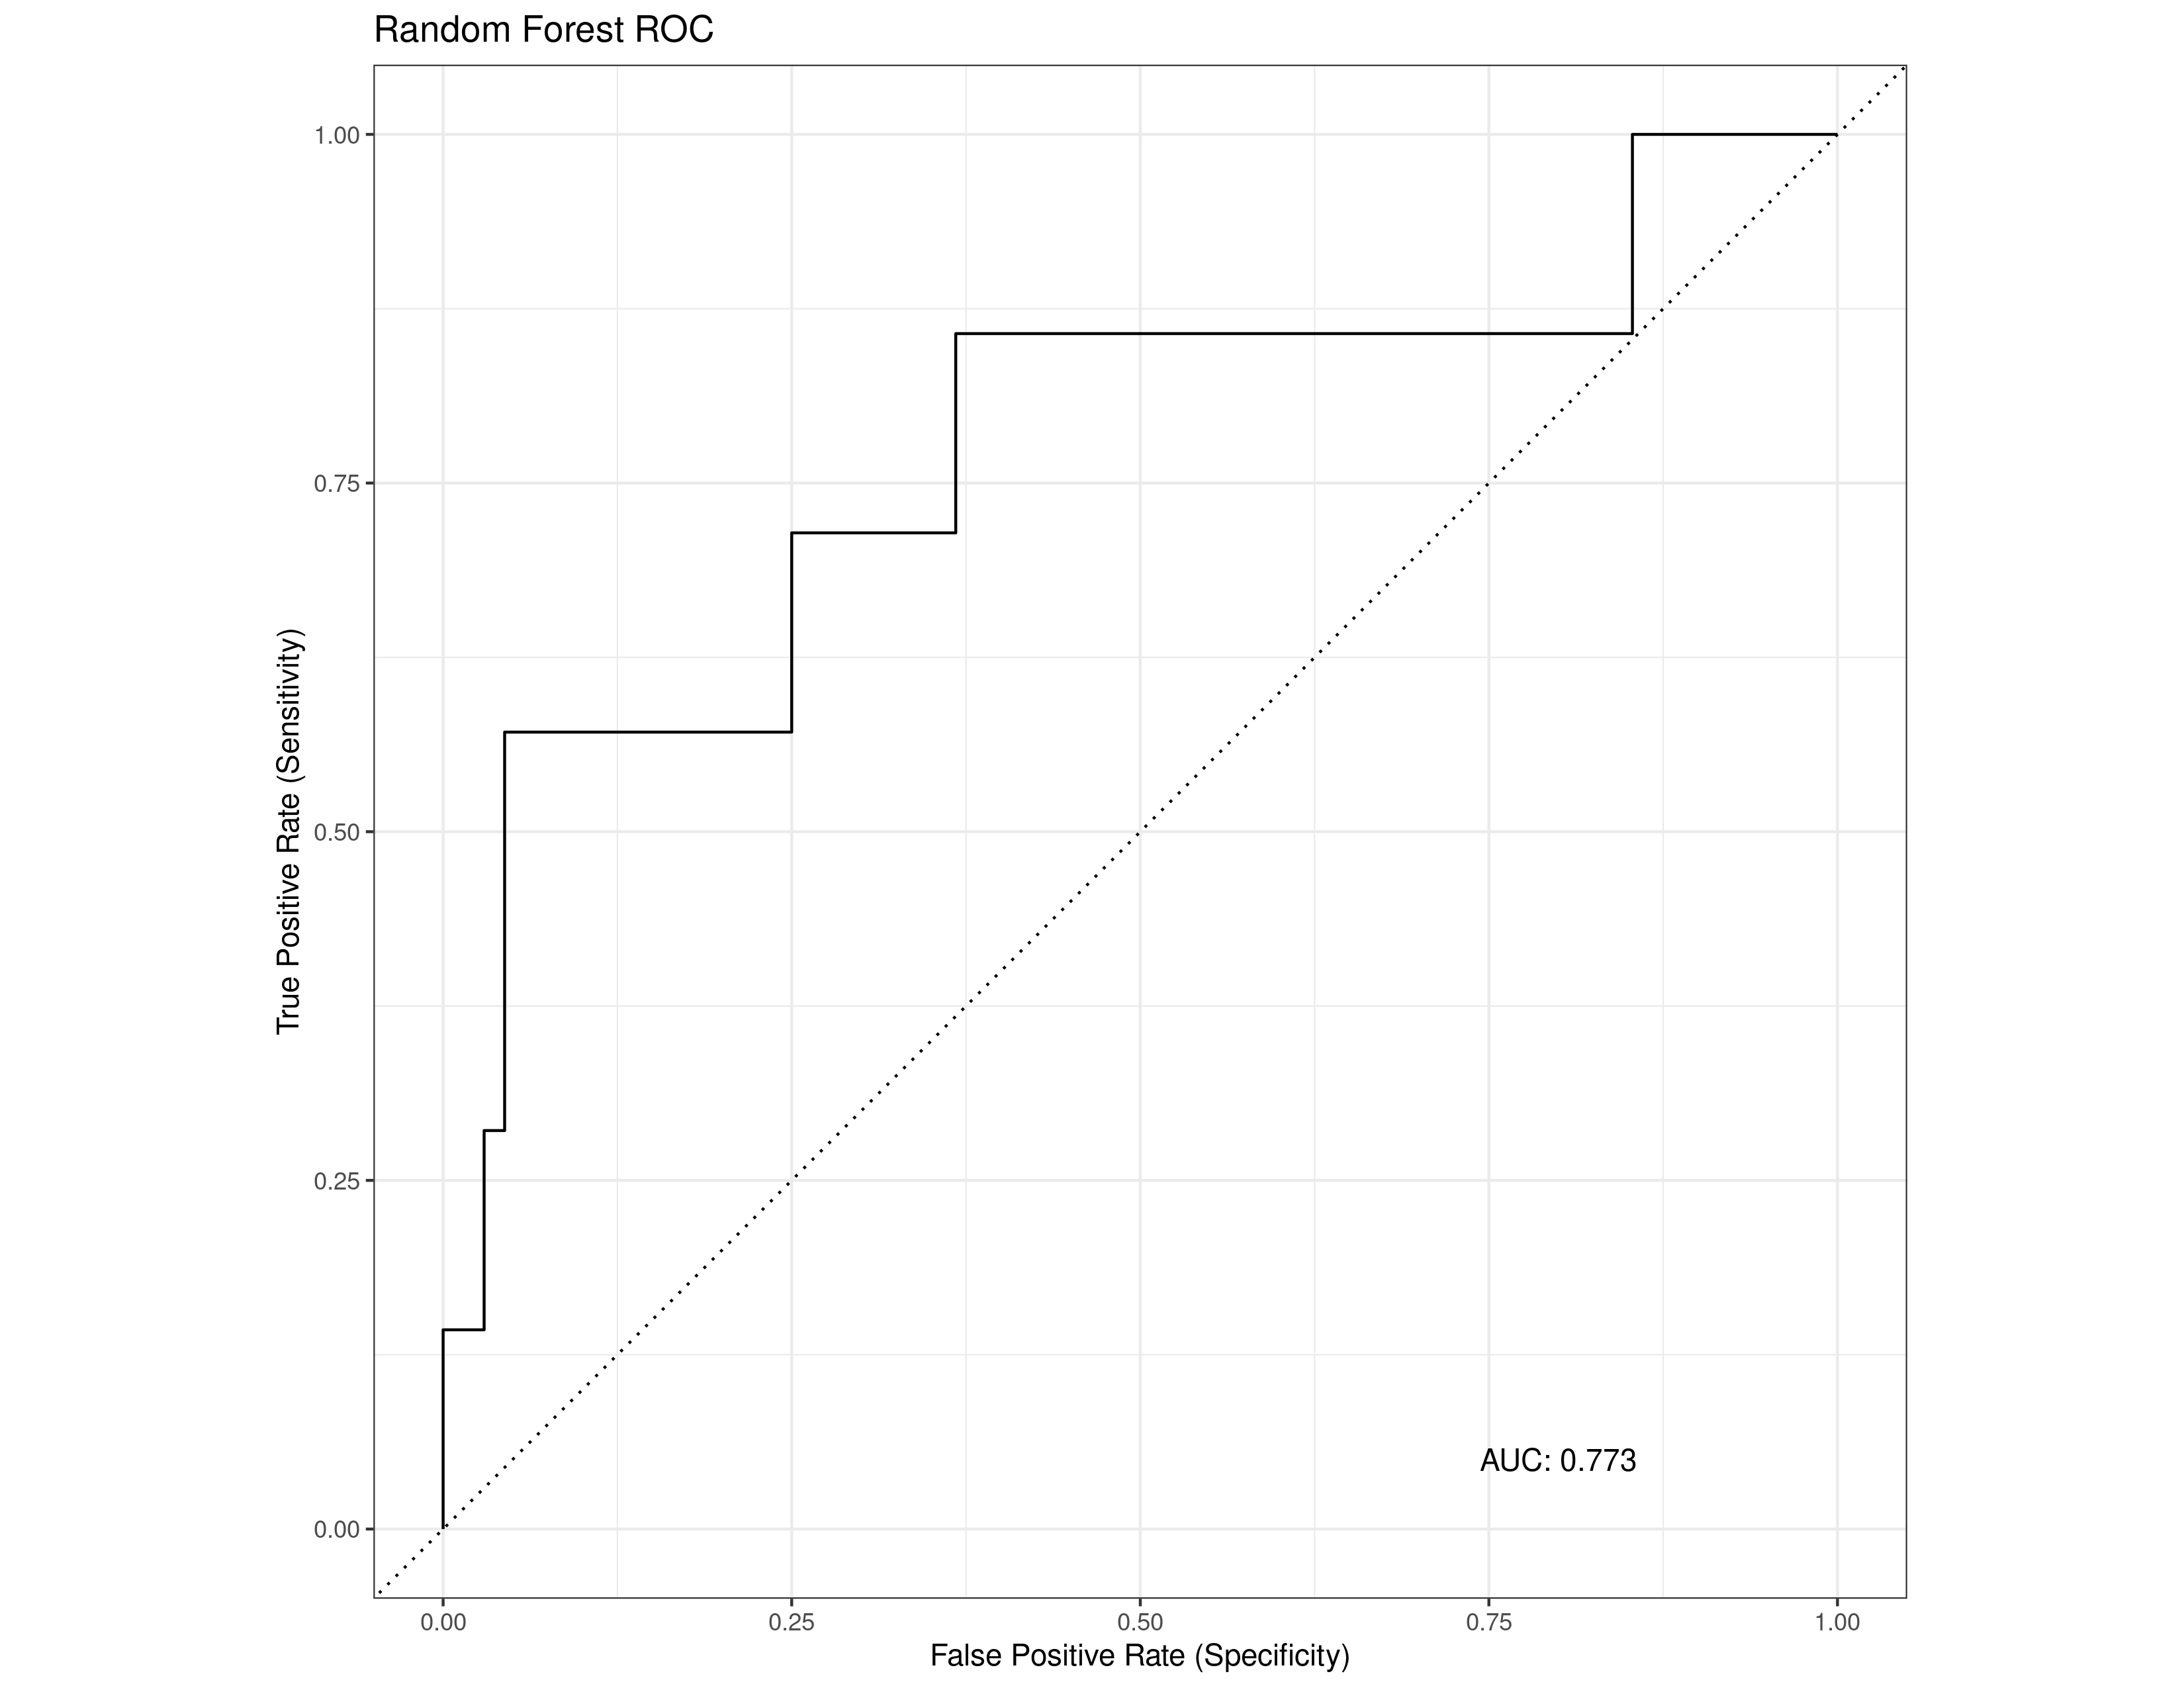 Random Forest ROC
1.00
0.75
0.50
0.25
0.00
True Positive Rate (Sensitivity)
AUC: 0.773
0.00 0.25 0.50 0.75 1.00
False Positive Rate (Specificity)